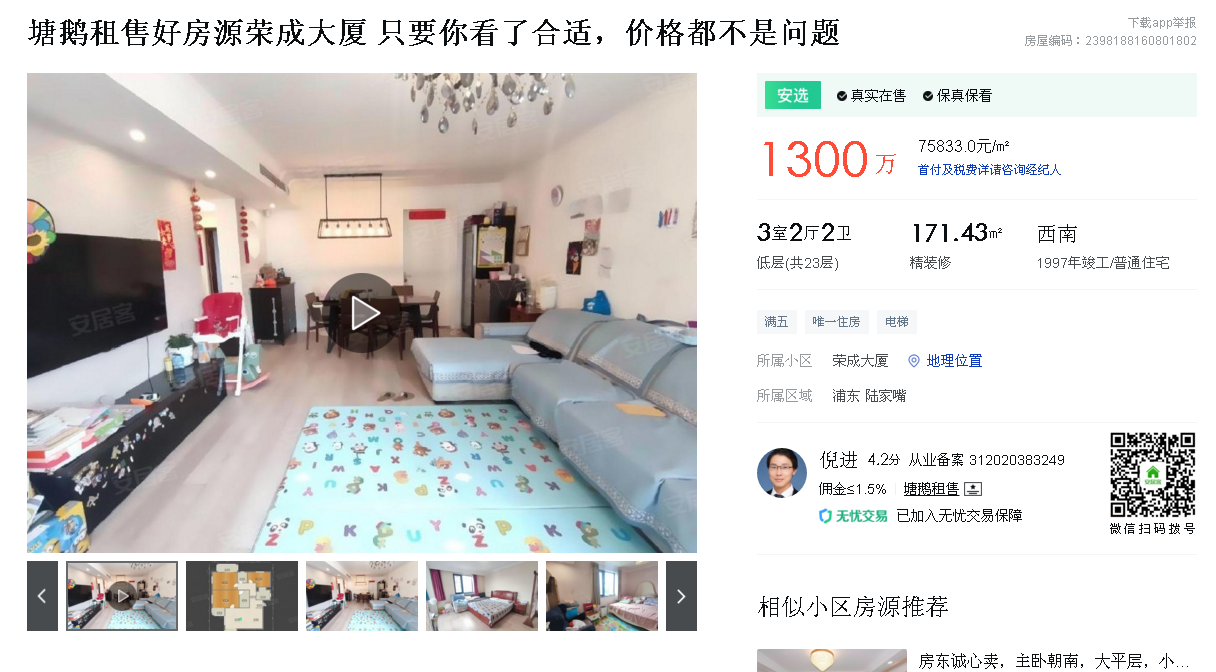 塘鹅租售好房源荣成大厦 只要你看了合适，价格都不是问题
下载app举报
房屋编码：2398188160801802
安居客
安选 真实在售 保真保看
1300万
75833.0元/m²
首付及税费详请咨询经纪人
3室2厅2卫 171.43m² 西南
低层(共23层) 精装修 1997年竣工/普通住宅
满五 唯一住房 电梯
所属小区 荣成大厦 地理位置
所属区域 浦东 陆家嘴
倪进 4.2分 从业备案 312020383249
佣金≤1.5% 塘鹅租售
无忧交易 已加入无忧交易保障
微信扫码拨号
相似小区房源推荐
房东诚心卖，主卧朝南，大平层，小...